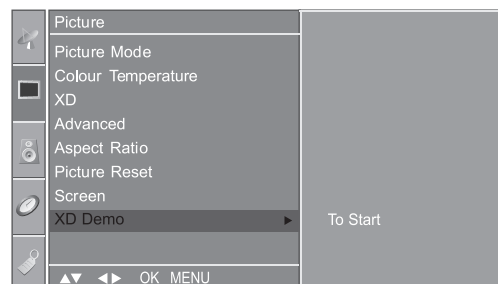 Picture
Picture Mode
Colour Temperature
XD
Advanced
Aspect Ratio
Picture Reset
Screen
XD Demo ► To Start
▲▼ ◄► OK MENU